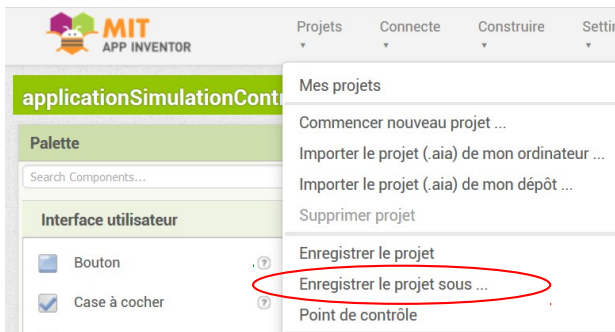 MIT
APP INVENTOR
Projets Connecte Construire
applicationSimulationCont
Mes projets
Commencer nouveau projet ...
Palette
Importer le projet (.aia) de mon ordinateur ...
Search Components...
Importer le projet (.aia) de mon dépôt ...
Interface utilisateur
Supprimer projet
Bouton ?
Enregistrer le projet
Enregistrer le projet sous ...
Case à cocher ?
Point de contrôle